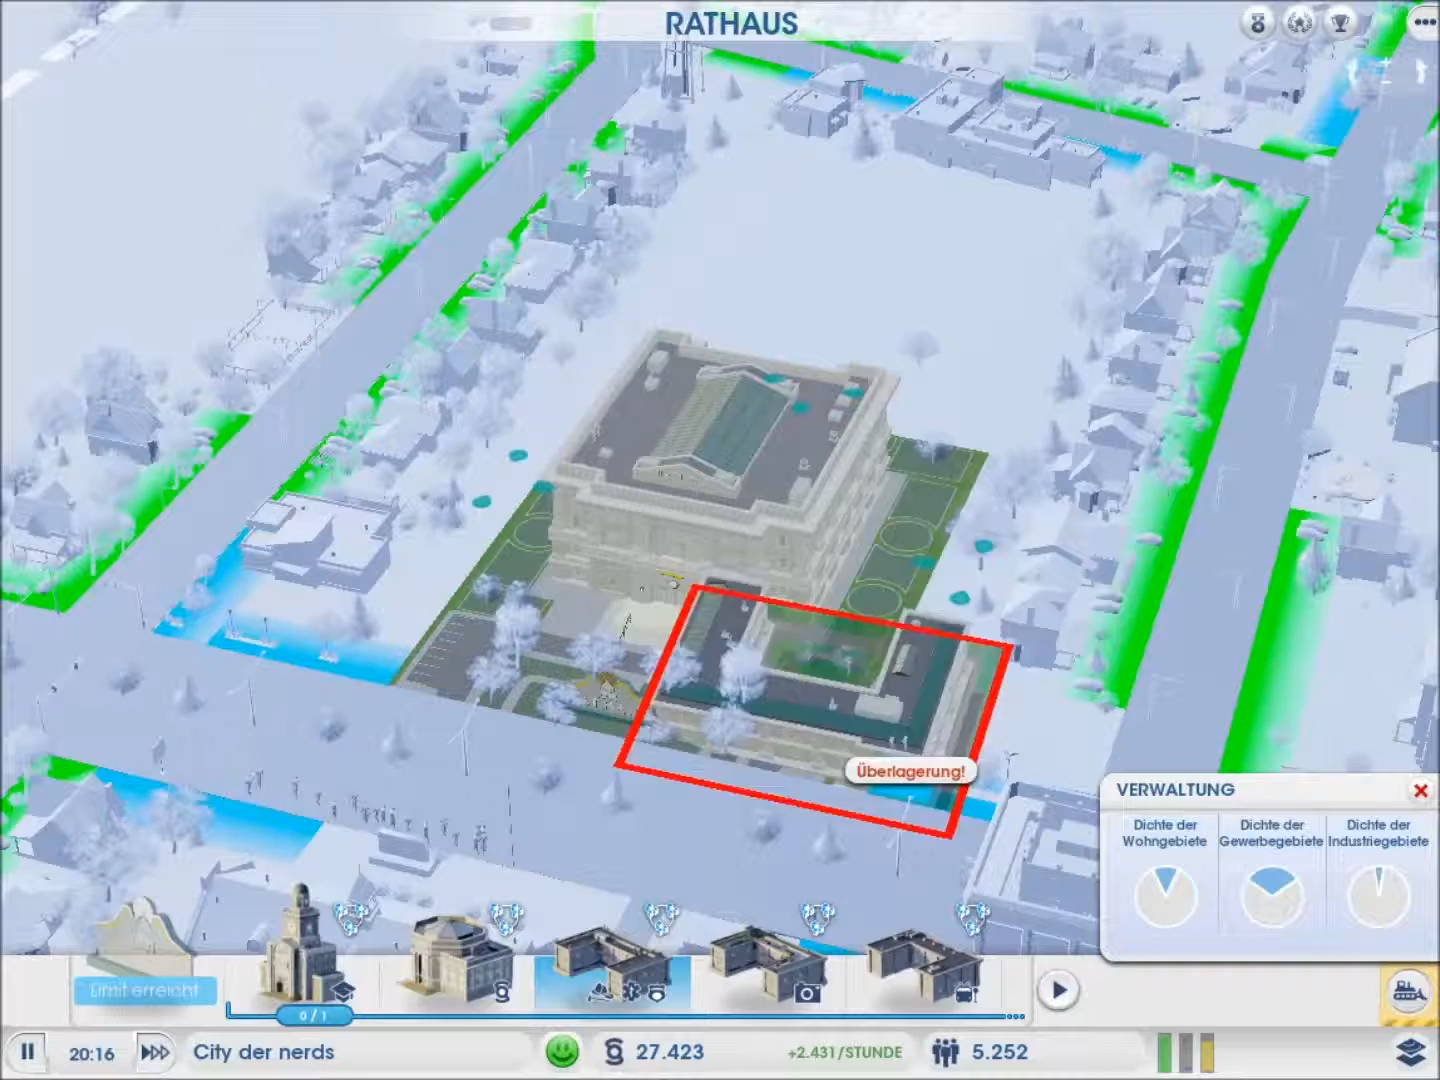 RATHAUS
Überlagerung!
VERWALTUNG
Dichte der
Wohngebiete
Dichte der
Gewerbegebiete
Dichte der
Industriegebiete
Limit erreicht
0 / 1
20:16
City der nerds
27.423
+2.431/STUNDE
5.252